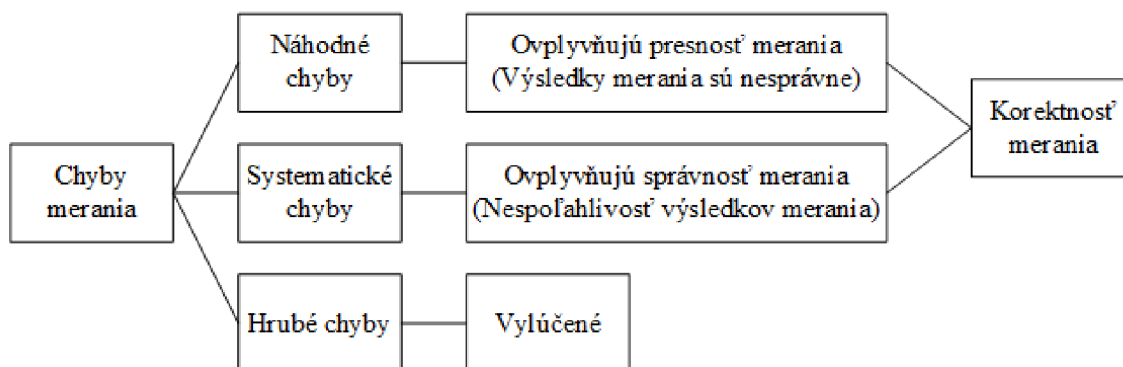 Náhodné
chyby
Ovplyvňujú presnosť merania
(Výsledky merania sú nesprávne)
Korektnosť
merania
Chyby
merania
Systematické
chyby
Ovplyvňujú správnosť merania
(Nespoľahlivosť výsledkov merania)
Hrubé chyby
Vylúčené